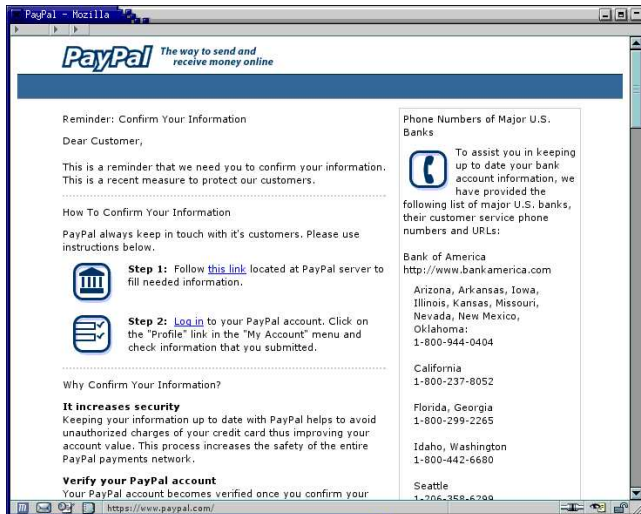 PayPal - Mozilla
PayPal The way to send and
receive money online
Reminder: Confirm Your Information
Dear Customer,
This is a reminder that we need you to confirm your information.
This is a recent measure to protect our customers.
How To Confirm Your Information
PayPal always keep in touch with it's customers. Please use
instructions below.
Step 1: Follow this link located at PayPal server to
fill needed information.
Step 2: Log in to your PayPal account. Click on
the "Profile" link in the "My Account" menu and
check information that you submitted.
Why Confirm Your Information?
It increases security
Keeping your information up to date with PayPal helps to avoid
unauthorized charges of your credit card thus improving your
account value. This process increases the safety of the entire
PayPal payments network.
Verify your PayPal account
Your PayPal account becomes verified once you confirm your
Phone Numbers of Major U.S.
Banks
To assist you in keeping
up to date your bank
account information, we
have provided the
following list of major U.S. banks,
their customer service phone
numbers and URLs:
Bank of America
http://www.bankamerica.com
Arizona, Arkansas, Iowa,
Illinois, Kansas, Missouri,
Nevada, New Mexico,
Oklahoma:
1-800-944-0404
California
1-800-237-8052
Florida, Georgia
1-800-299-2265
Idaho, Washington
1-800-442-6680
Seattle
1-206-358-6299
https://www.paypal.com/